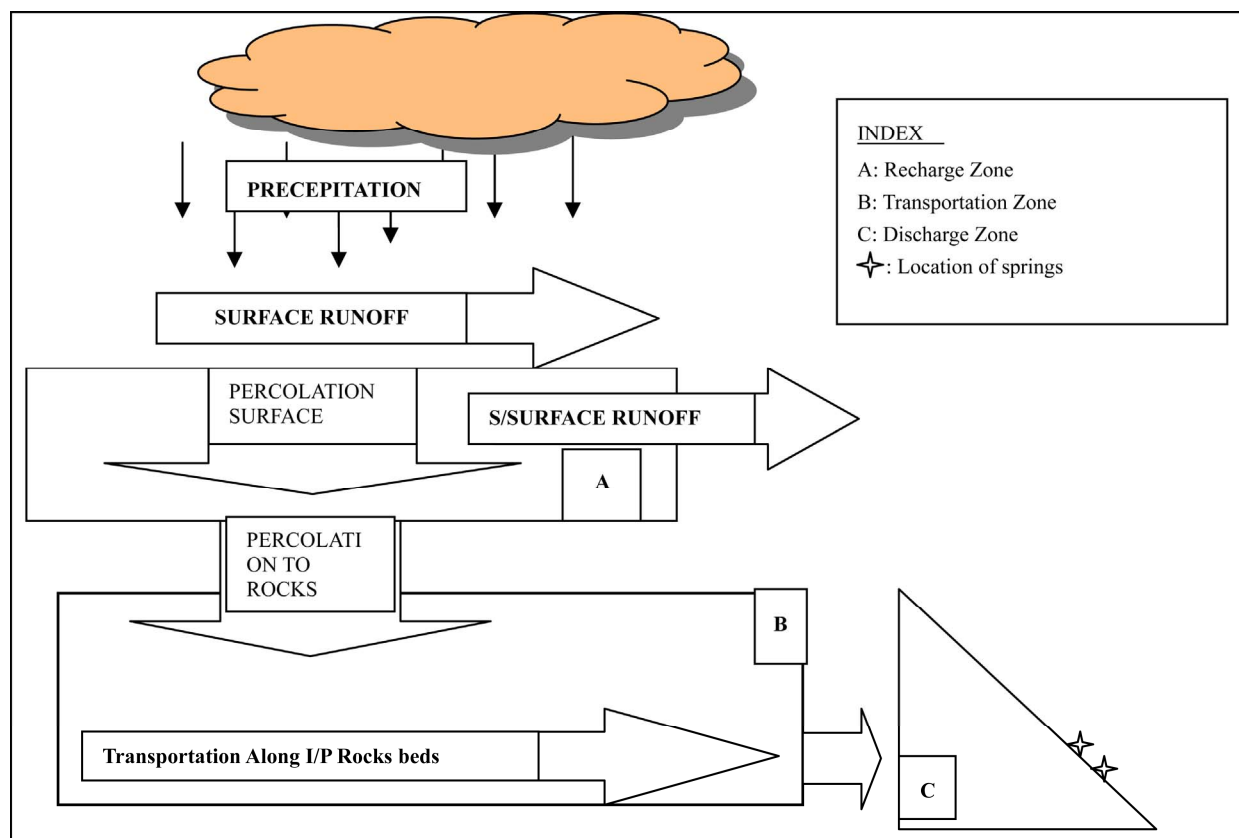 PRECEPITATION
INDEX
A: Recharge Zone
B: Transportation Zone
C: Discharge Zone
: Location of springs
SURFACE RUNOFF
PERCOLATION
SURFACE
S/SURFACE RUNOFF
A
PERCOLATI
ON TO
ROCKS
B
Transportation Along I/P Rocks beds
C